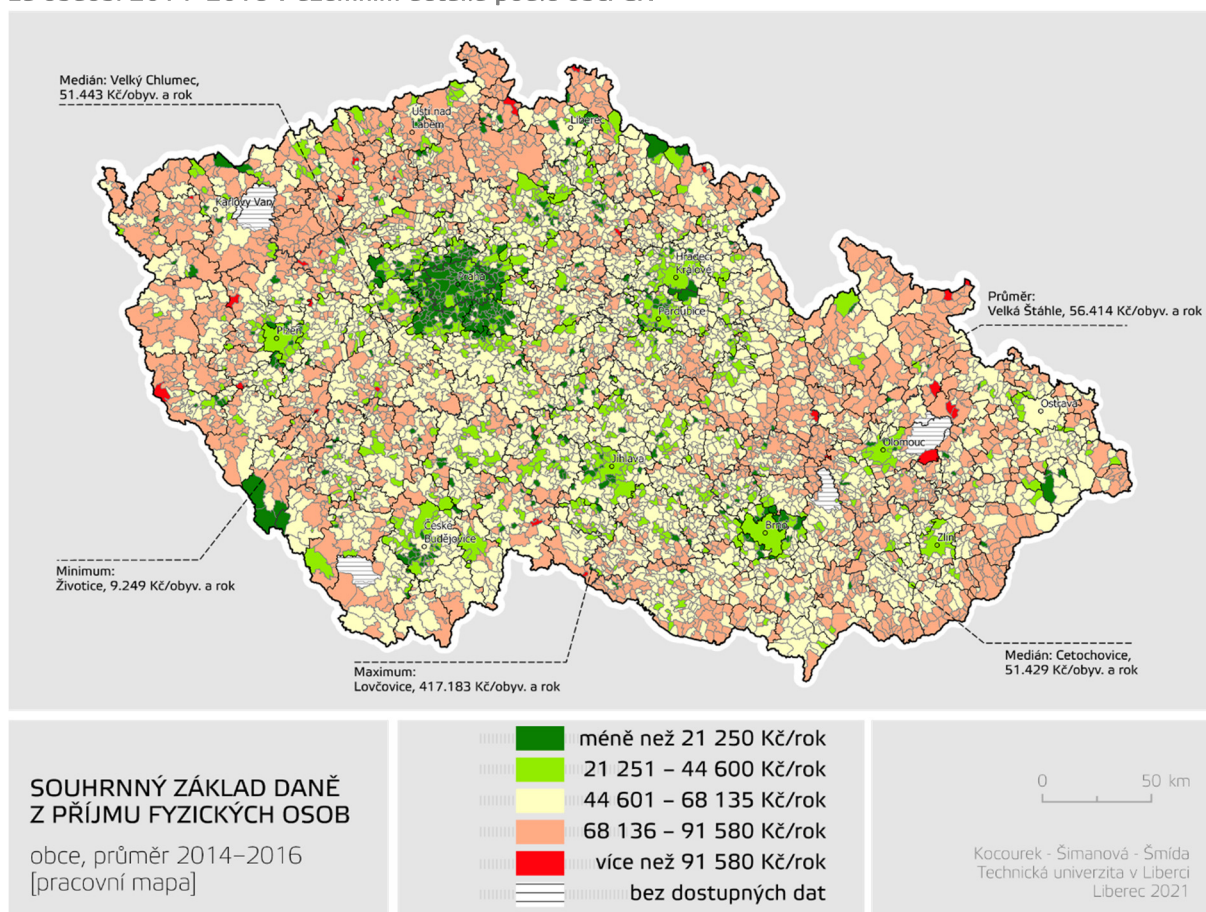 Medián: Velký Chlumec,
51.443 Kč/obyv. a rok
Ústí nad
Labem
Liberec
Karlovy Vary
Praha
Hradec
Králové
Pardubice
Plzeň
Průměr:
Velká Štáhle, 56.414 Kč/obyv. a rok
Ostrava
Olomouc
Jihlava
České
Budějovice
Brno
Zlín
Minimum:
Životice, 9.249 Kč/obyv. a rok
Maximum:
Lovčovice, 417.183 Kč/obyv. a rok
Medián: Cetochovice,
51.429 Kč/obyv. a rok
SOUHRNNÝ ZÁKLAD DANĚ
Z PŘÍJMU FYZICKÝCH OSOB
obce, průměr 2014–2016
[pracovní mapa]
méně než 21 250 Kč/rok
21 251 – 44 600 Kč/rok
44 601 – 68 135 Kč/rok
68 136 – 91 580 Kč/rok
více než 91 580 Kč/rok
bez dostupných dat
0 50 km
Kocourek - Šimanová - Šmída
Technická univerzita v Liberci
Liberec 2021